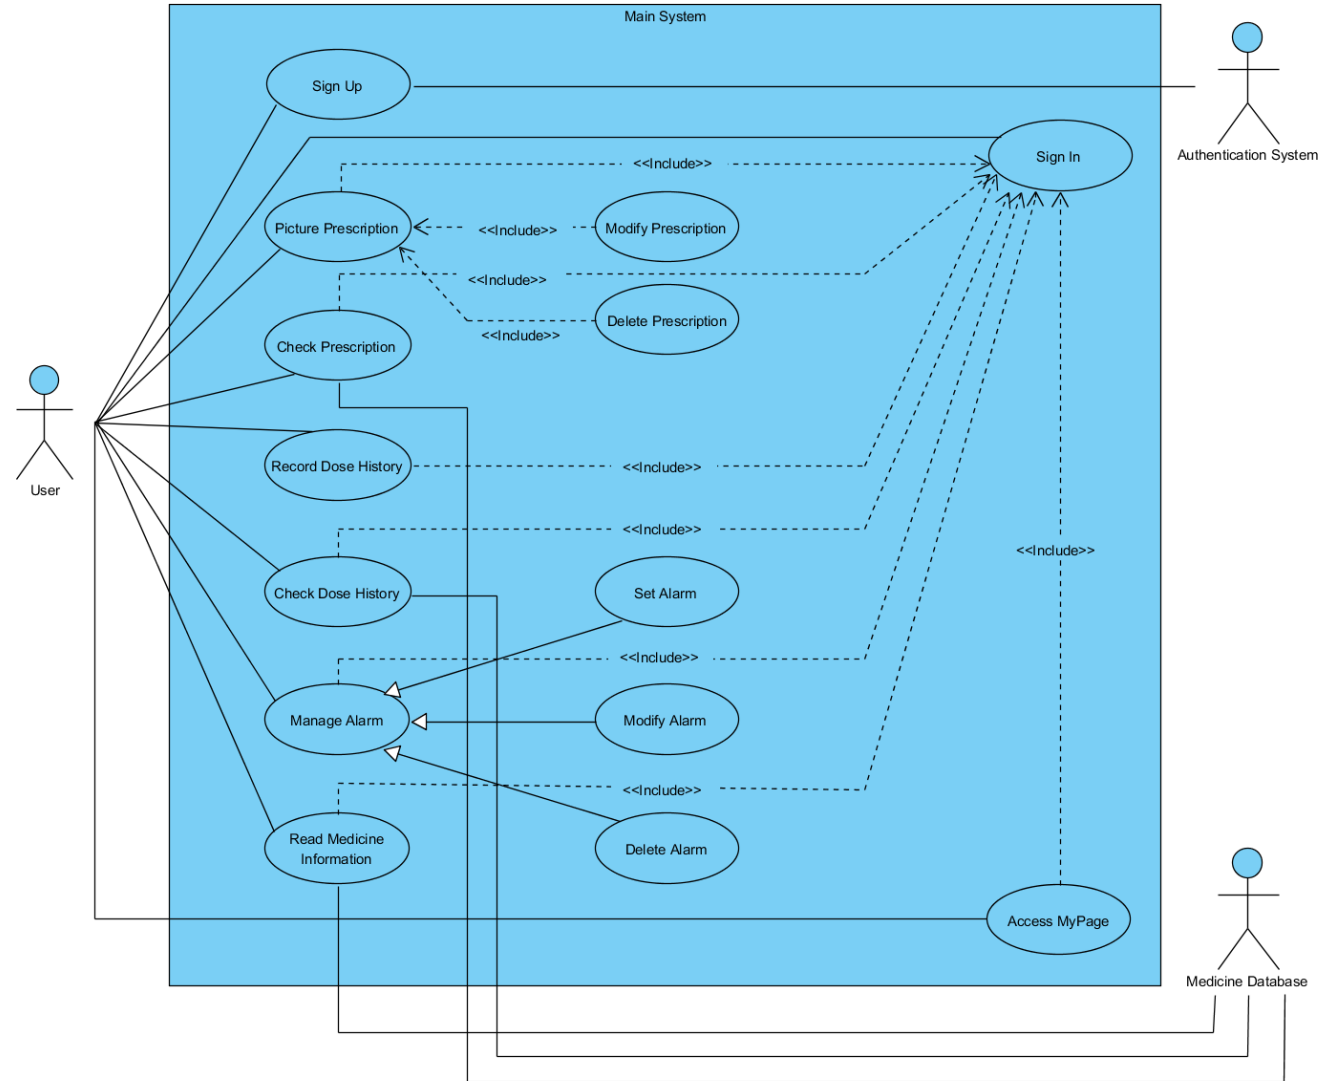 Main System
Sign Up
Authentication System
Sign In
<<Include>>
Picture Prescription
<<Include>>
Modify Prescription
<<Include>>
Delete Prescription
<<Include>>
Check Prescription
User
Record Dose History
<<Include>>
<<Include>>
<<Include>>
Check Dose History
Set Alarm
<<Include>>
Manage Alarm
Modify Alarm
<<Include>>
Read Medicine
Information
Delete Alarm
Access MyPage
Medicine Database